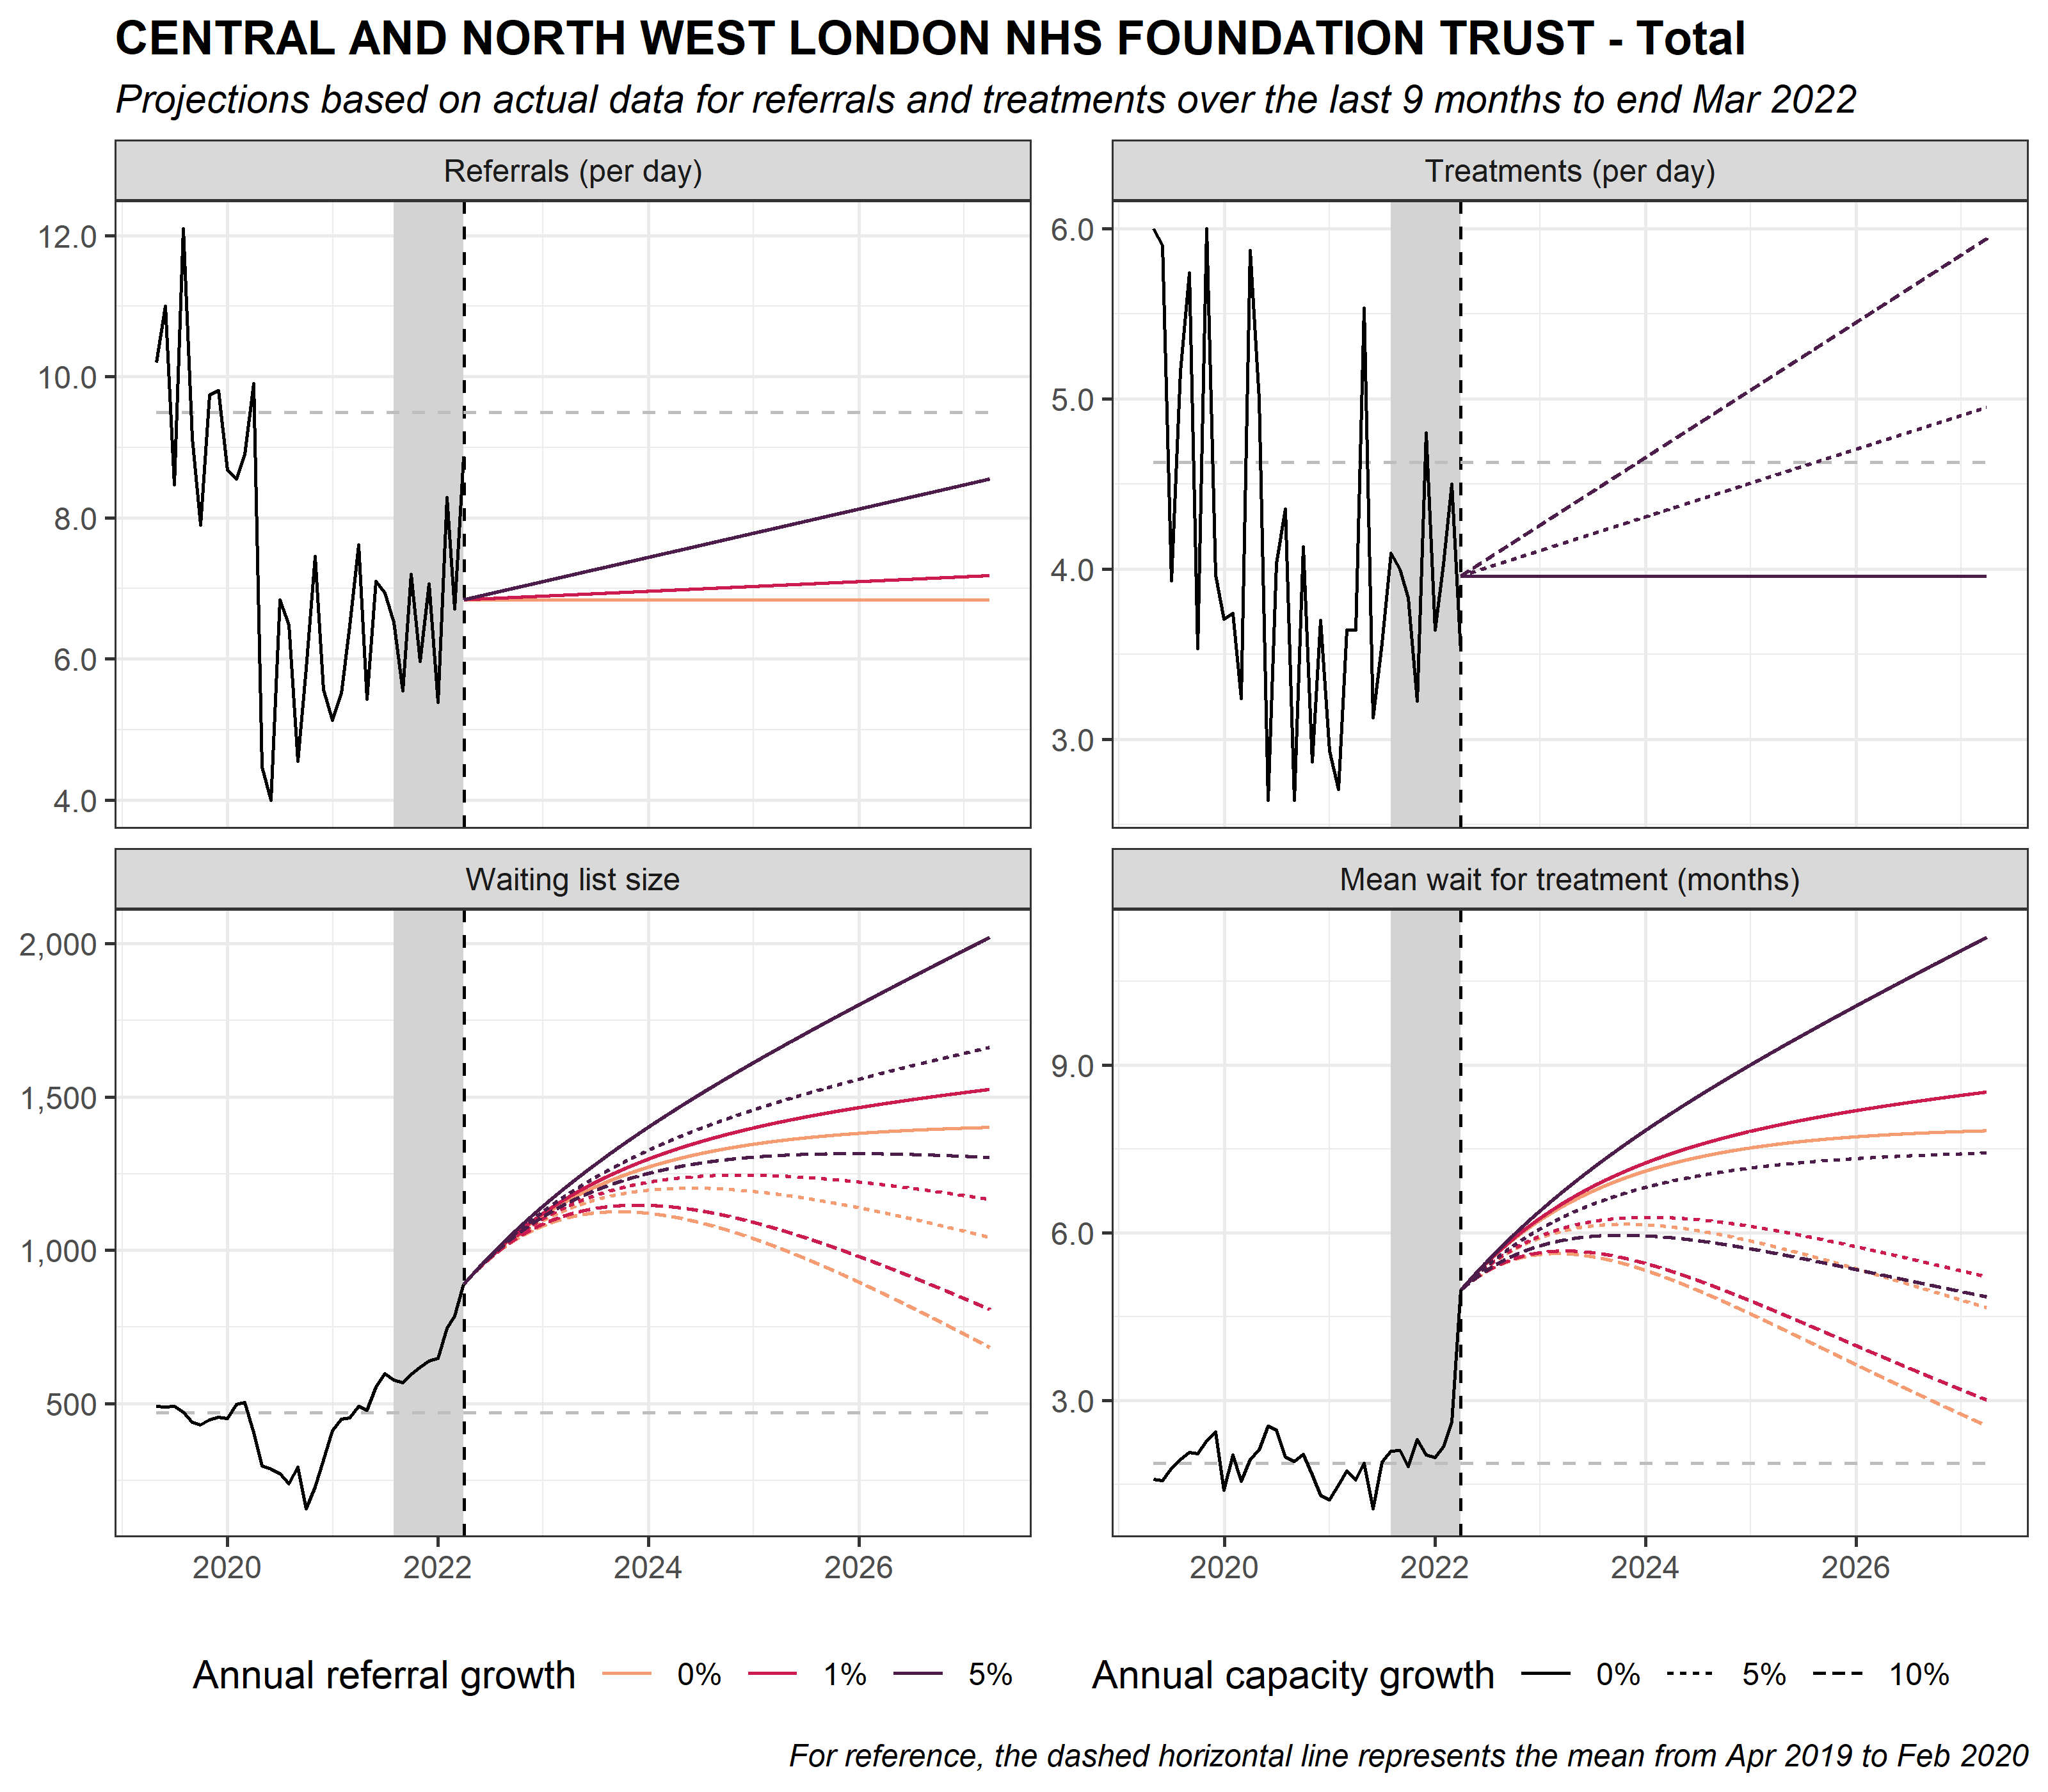 CENTRAL AND NORTH WEST LONDON NHS FOUNDATION TRUST - Total
Projections based on actual data for referrals and treatments over the last 9 months to end Mar 2022
Referrals (per day)
12.0
10.0
8.0
6.0
4.0
Treatments (per day)
6.0
5.0
4.0
3.0
Waiting list size
2,000
1,500
1,000
500
2020 2022 2024 2026
Mean wait for treatment (months)
9.0
6.0
3.0
2020 2022 2024 2026
Annual referral growth 0% 1% 5%
Annual capacity growth 0% 5% 10%
For reference, the dashed horizontal line represents the mean from Apr 2019 to Feb 2020